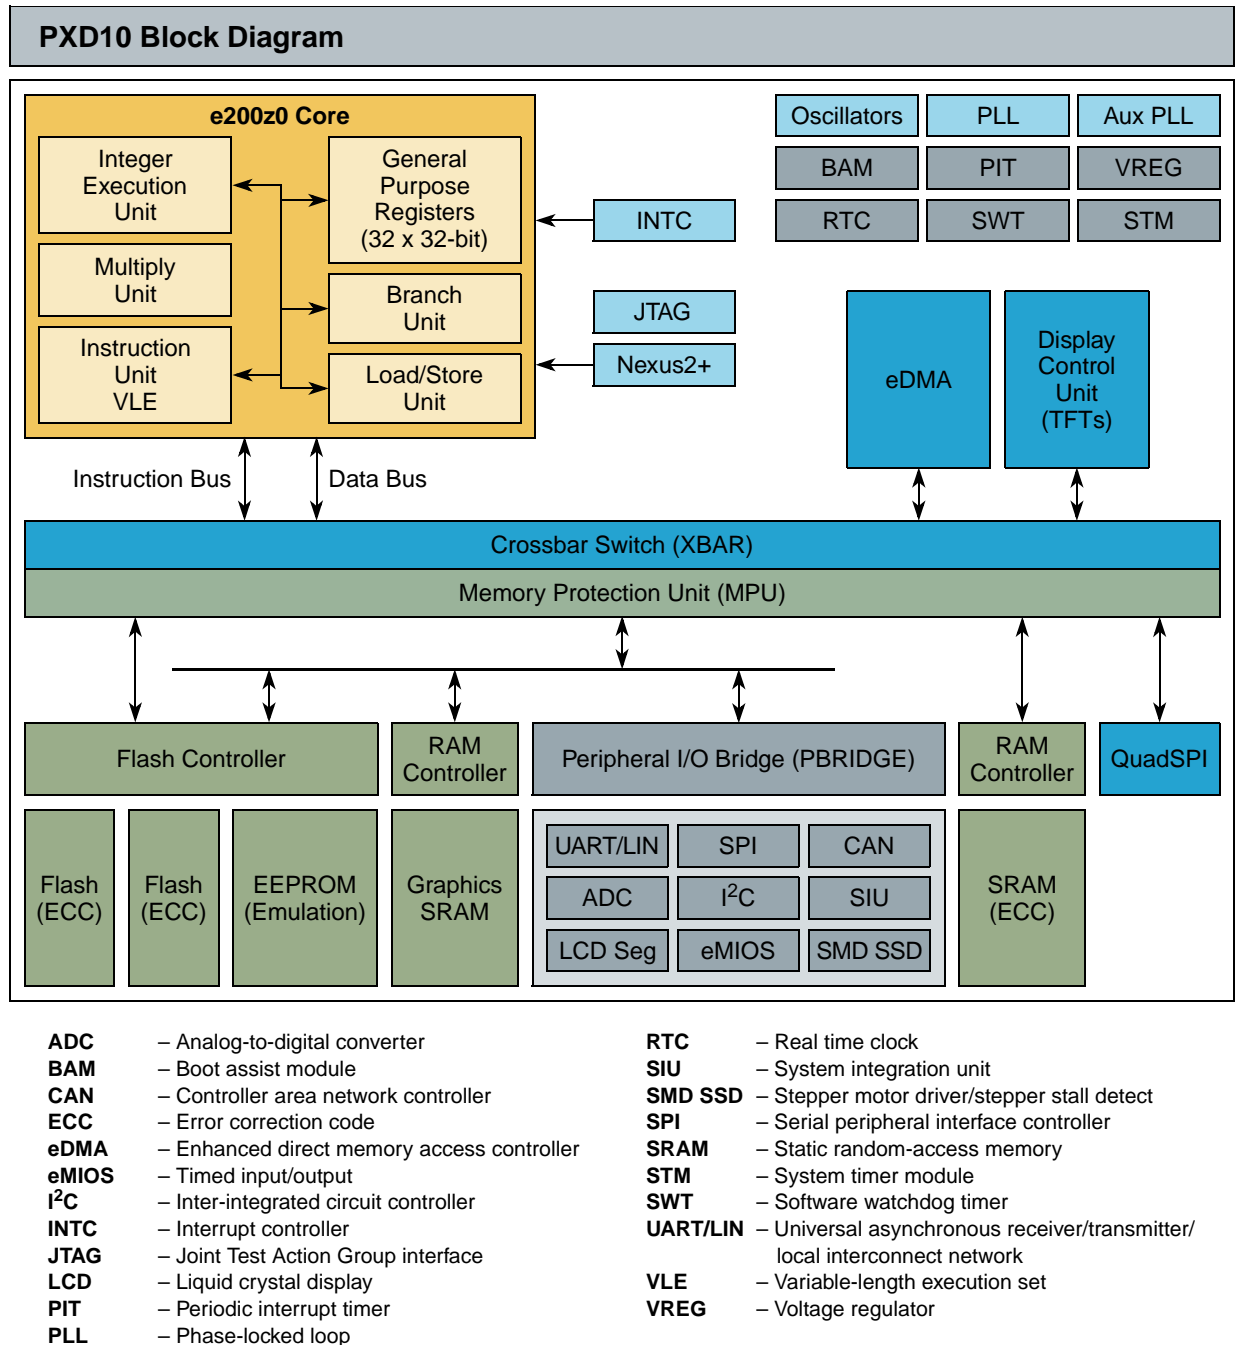 PXD10 Block Diagram
e200z0 Core
Integer
Execution
Unit
General
Purpose
Registers
(32 x 32-bit)
Multiply
Unit
Branch
Unit
Instruction
Unit
VLE
Load/Store
Unit
INTC
JTAG
Nexus2+
Oscillators
PLL
Aux PLL
BAM
PIT
VREG
RTC
SWT
STM
eDMA
Display
Control
Unit
(TFTs)
Instruction Bus
Data Bus
Crossbar Switch (XBAR)
Memory Protection Unit (MPU)
Flash Controller
RAM
Controller
Peripheral I/O Bridge (PBRIDGE)
RAM
Controller
QuadSPI
Flash
(ECC)
Flash
(ECC)
EEPROM
(Emulation)
Graphics
SRAM
UART/LIN
SPI
CAN
ADC
I²C
SIU
LCD Seg
eMIOS
SMD SSD
SRAM
(ECC)
ADC – Analog-to-digital converter
BAM – Boot assist module
CAN – Controller area network controller
ECC – Error correction code
eDMA – Enhanced direct memory access controller
eMIOS – Timed input/output
I²C – Inter-integrated circuit controller
INTC – Interrupt controller
JTAG – Joint Test Action Group interface
LCD – Liquid crystal display
PIT – Periodic interrupt timer
PLL – Phase-locked loop
RTC – Real time clock
SIU – System integration unit
SMD SSD – Stepper motor driver/stepper stall detect
SPI – Serial peripheral interface controller
SRAM – Static random-access memory
STM – System timer module
SWT – Software watchdog timer
UART/LIN – Universal asynchronous receiver/transmitter/
local interconnect network
VLE – Variable-length execution set
VREG – Voltage regulator